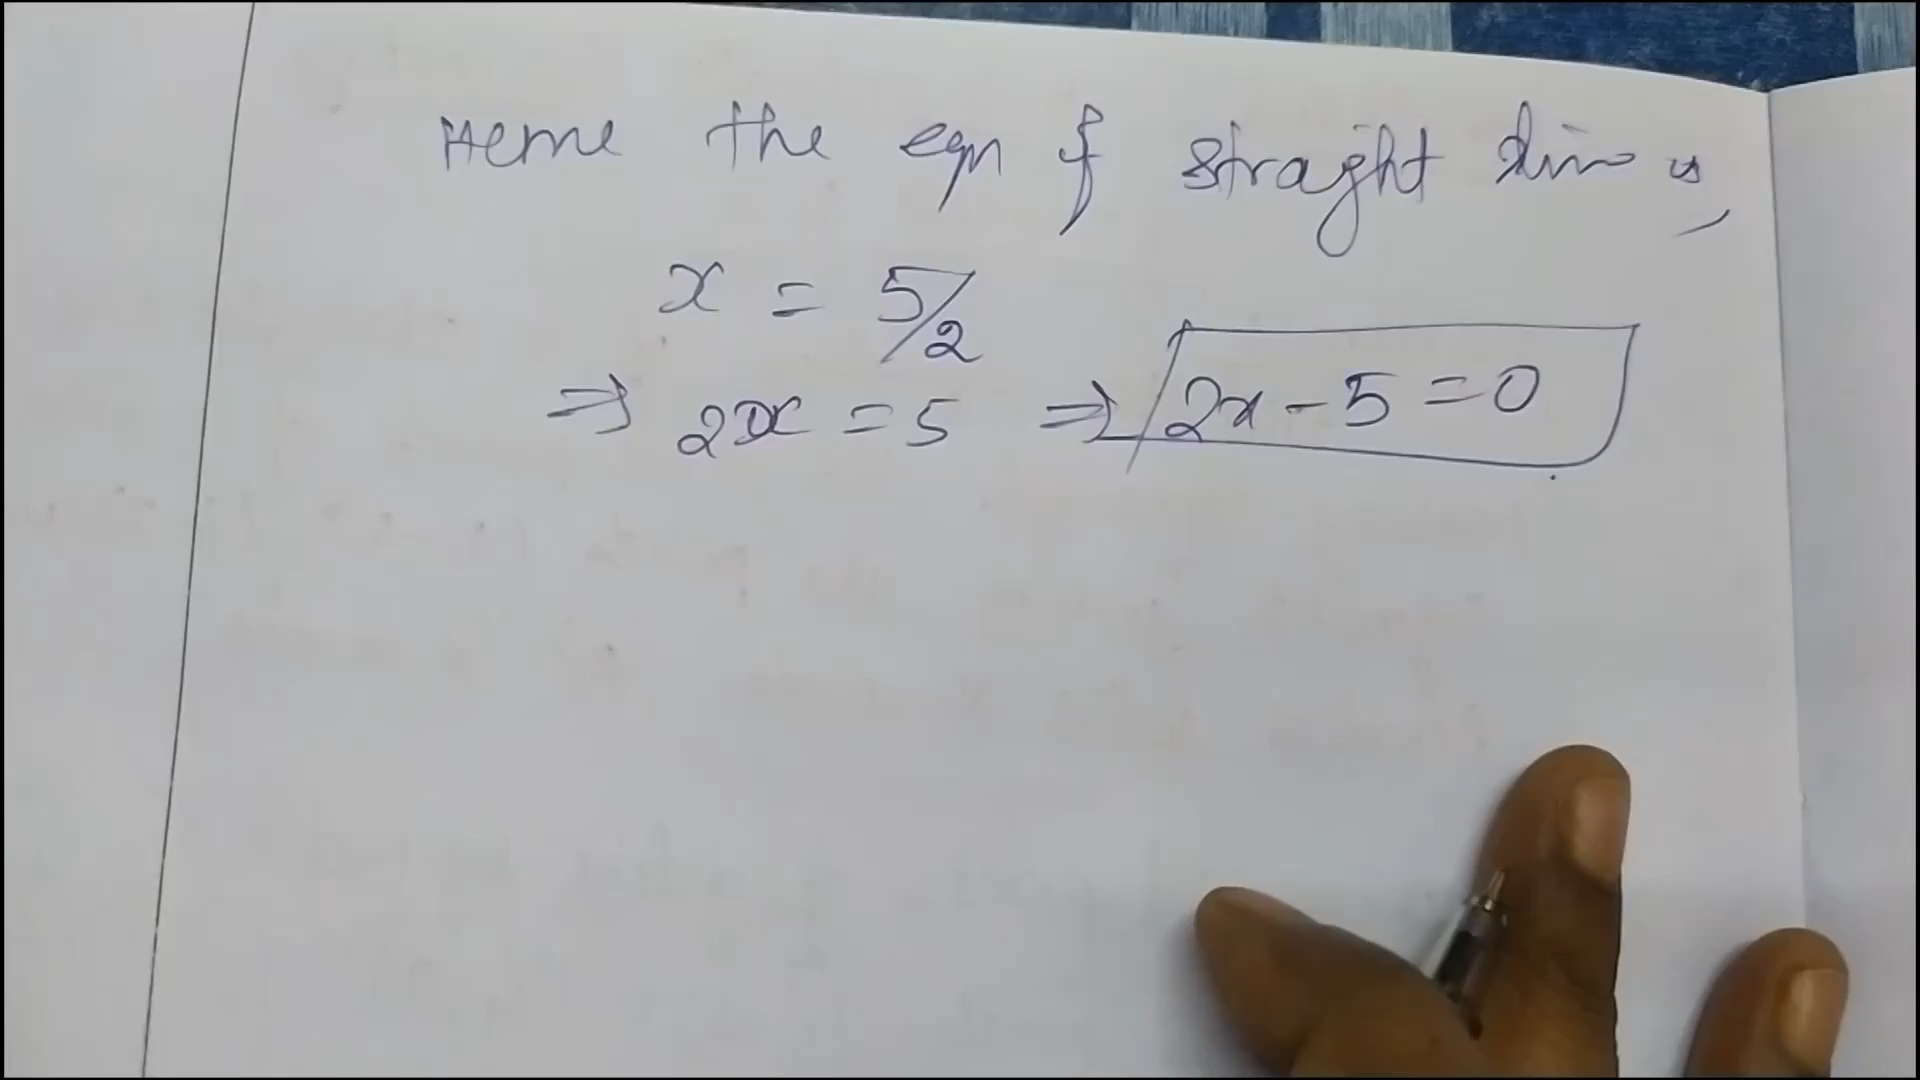 Hence the eqn of straight line is,
x = 5/2
⇒ 2x = 5 ⇒ 2x - 5 = 0